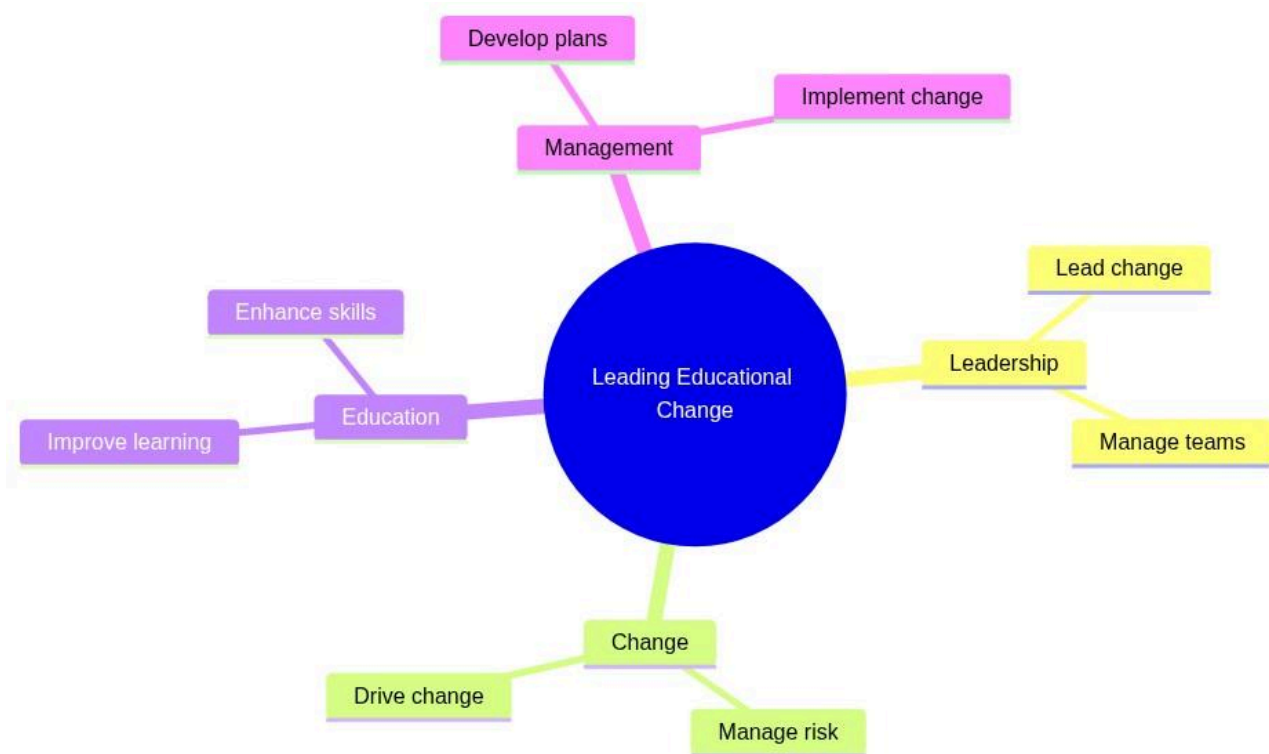 Develop plans
Implement change
Management
Lead change
Enhance skills
Leadership
Leading Educational
Change
Education
Improve learning
Manage teams
Change
Drive change
Manage risk